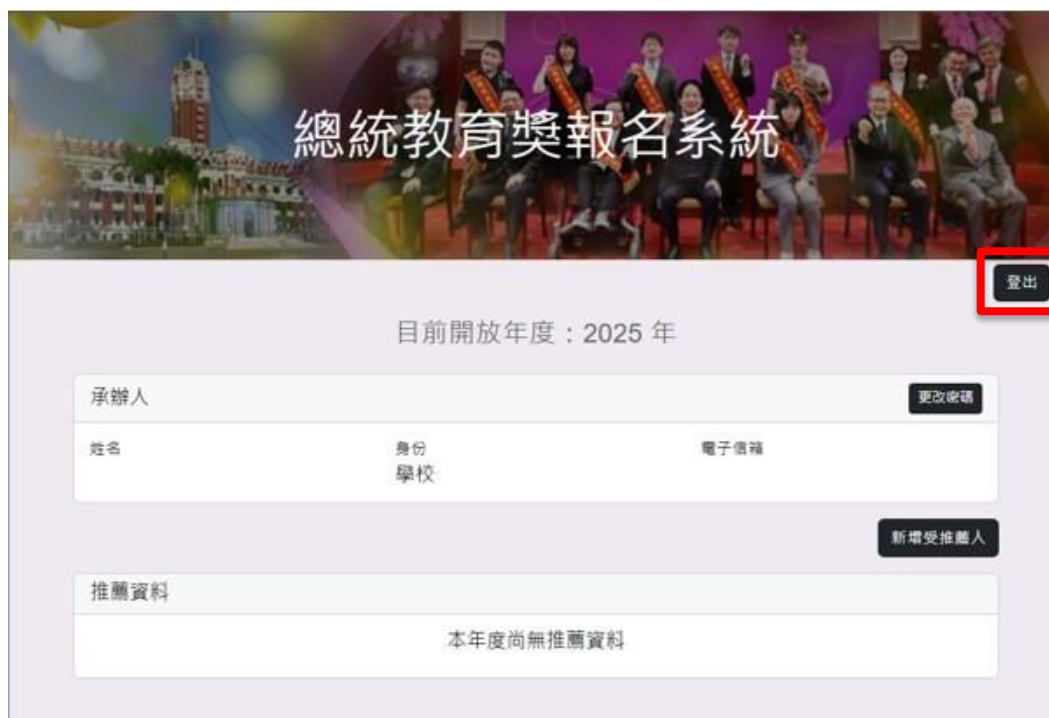 總統教育獎報名系統
登出
目前開放年度：2025 年
承辦人
更改密碼
姓名
身份
電子信箱
學校
新增受推薦人
推薦資料
本年度尚無推薦資料